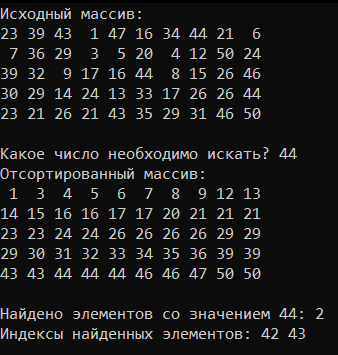 Исходный массив:
23 39 43  1 47 16 34 44 21  6
 7 36 29  3  5 20  4 12 50 24
39 32  9 17 16 44  8 15 26 46
30 29 14 24 13 33 17 26 26 44
23 21 26 21 43 35 29 31 46 50
Какое число необходимо искать? 44
Отсортированный массив:
 1  3  4  5  6  7  8  9 12 13
14 15 16 16 17 17 20 21 21 21
23 23 24 24 26 26 26 26 29 29
29 30 31 32 33 34 35 36 39 39
43 43 44 44 44 46 46 47 50 50
Найдено элементов со значением 44: 2
Индексы найденных элементов: 42 43